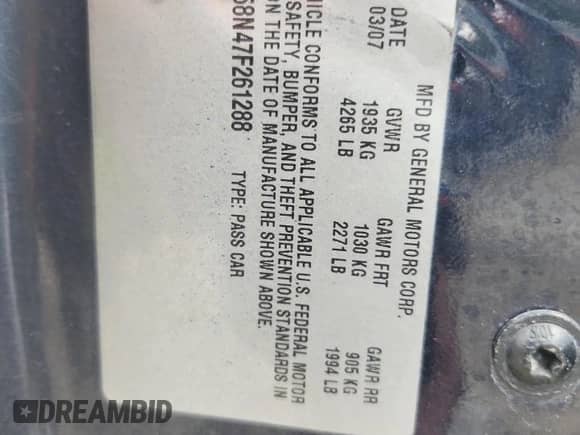 MFD BY GENERAL MOTORS CORP.
DATE GVWR GAWR FRT GAWR RR
03/07 1935 KG 1030 KG 905 KG
4265 LB 2271 LB 1994 LB
CONFORMS TO ALL APPLICABLE U.S. FEDERAL MOTOR
SAFETY, BUMPER, AND THEFT PREVENTION STANDARDS IN
ON THE DATE OF MANUFACTURE SHOWN ABOVE.
58N47F261288 TYPE: PASS CAR
DREAMBID